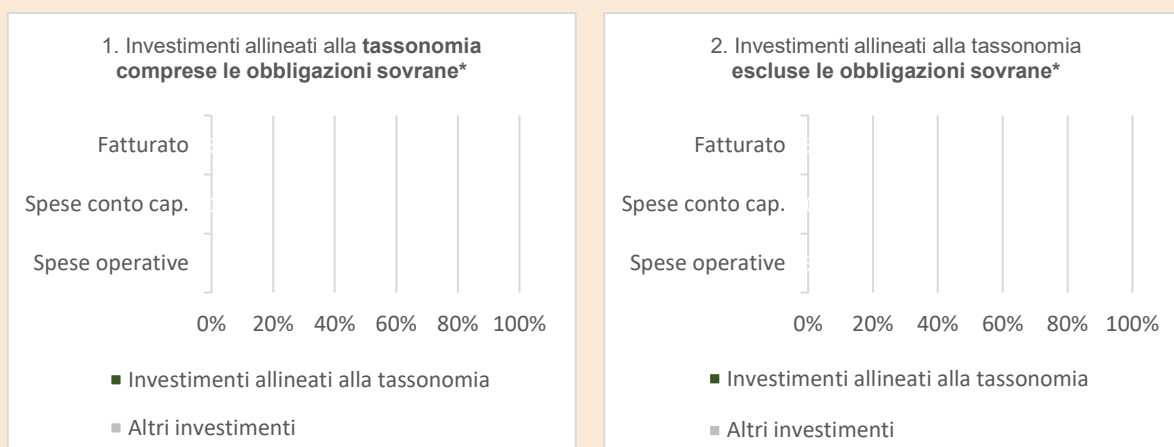 1. Investimenti allineati alla tassonomia
comprese le obbligazioni sovrane*
Fatturato
Spese conto cap.
Spese operative
0% 20% 40% 60% 80% 100%
Investimenti allineati alla tassonomia
Altri investimenti
2. Investimenti allineati alla tassonomia
escluse le obbligazioni sovrane*
Fatturato
Spese conto cap.
Spese operative
0% 20% 40% 60% 80% 100%
Investimenti allineati alla tassonomia
Altri investimenti